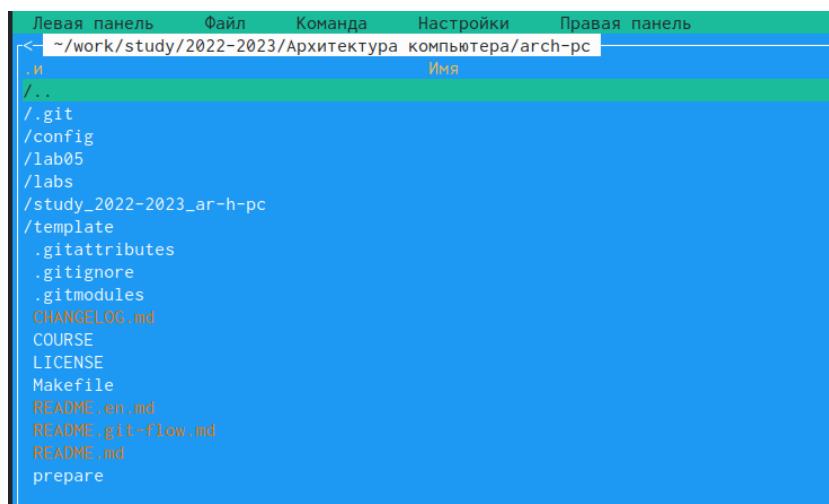 Левая панель Файл Команда Настройки Правая панель
<- ~/work/study/2022-2023/Архитектура компьютера/arch-pc
.и Имя
/..
/.git
/config
/lab05
/labs
/study_2022-2023_ar-h-pc
/template
.gitattributes
.gitignore
.gitmodules
CHANGELOG.md
COURSE
LICENSE
Makefile
README.en.md
README.git-flow.md
README.md
prepare